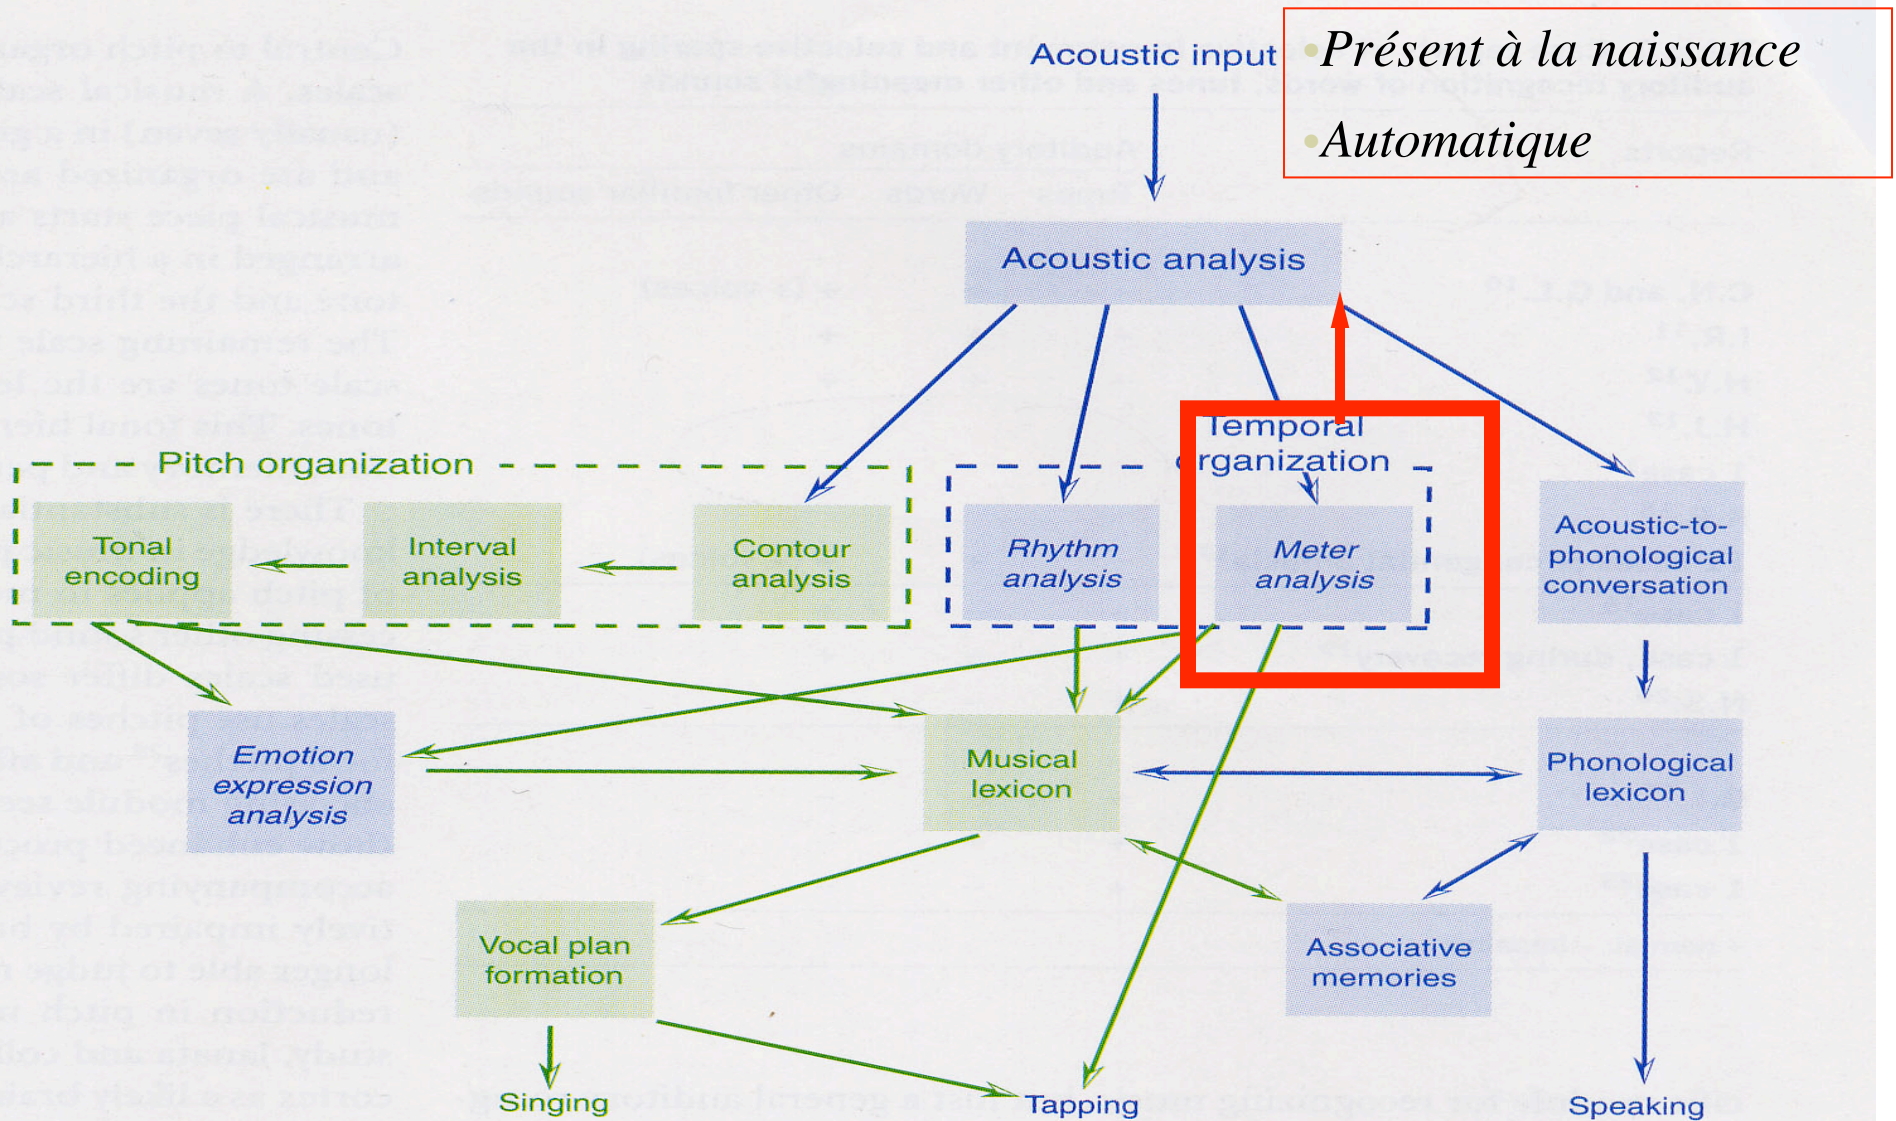 Acoustic input
•Présent à la naissance
•Automatique
Acoustic analysis
Temporal
organization
Pitch organization
Tonal
encoding
Interval
analysis
Contour
analysis
Rhythm
analysis
Meter
analysis
Acoustic-to-
phonological
conversation
Emotion
expression
analysis
Musical
lexicon
Phonological
lexicon
Vocal plan
formation
Associative
memories
Singing
Tapping
Speaking